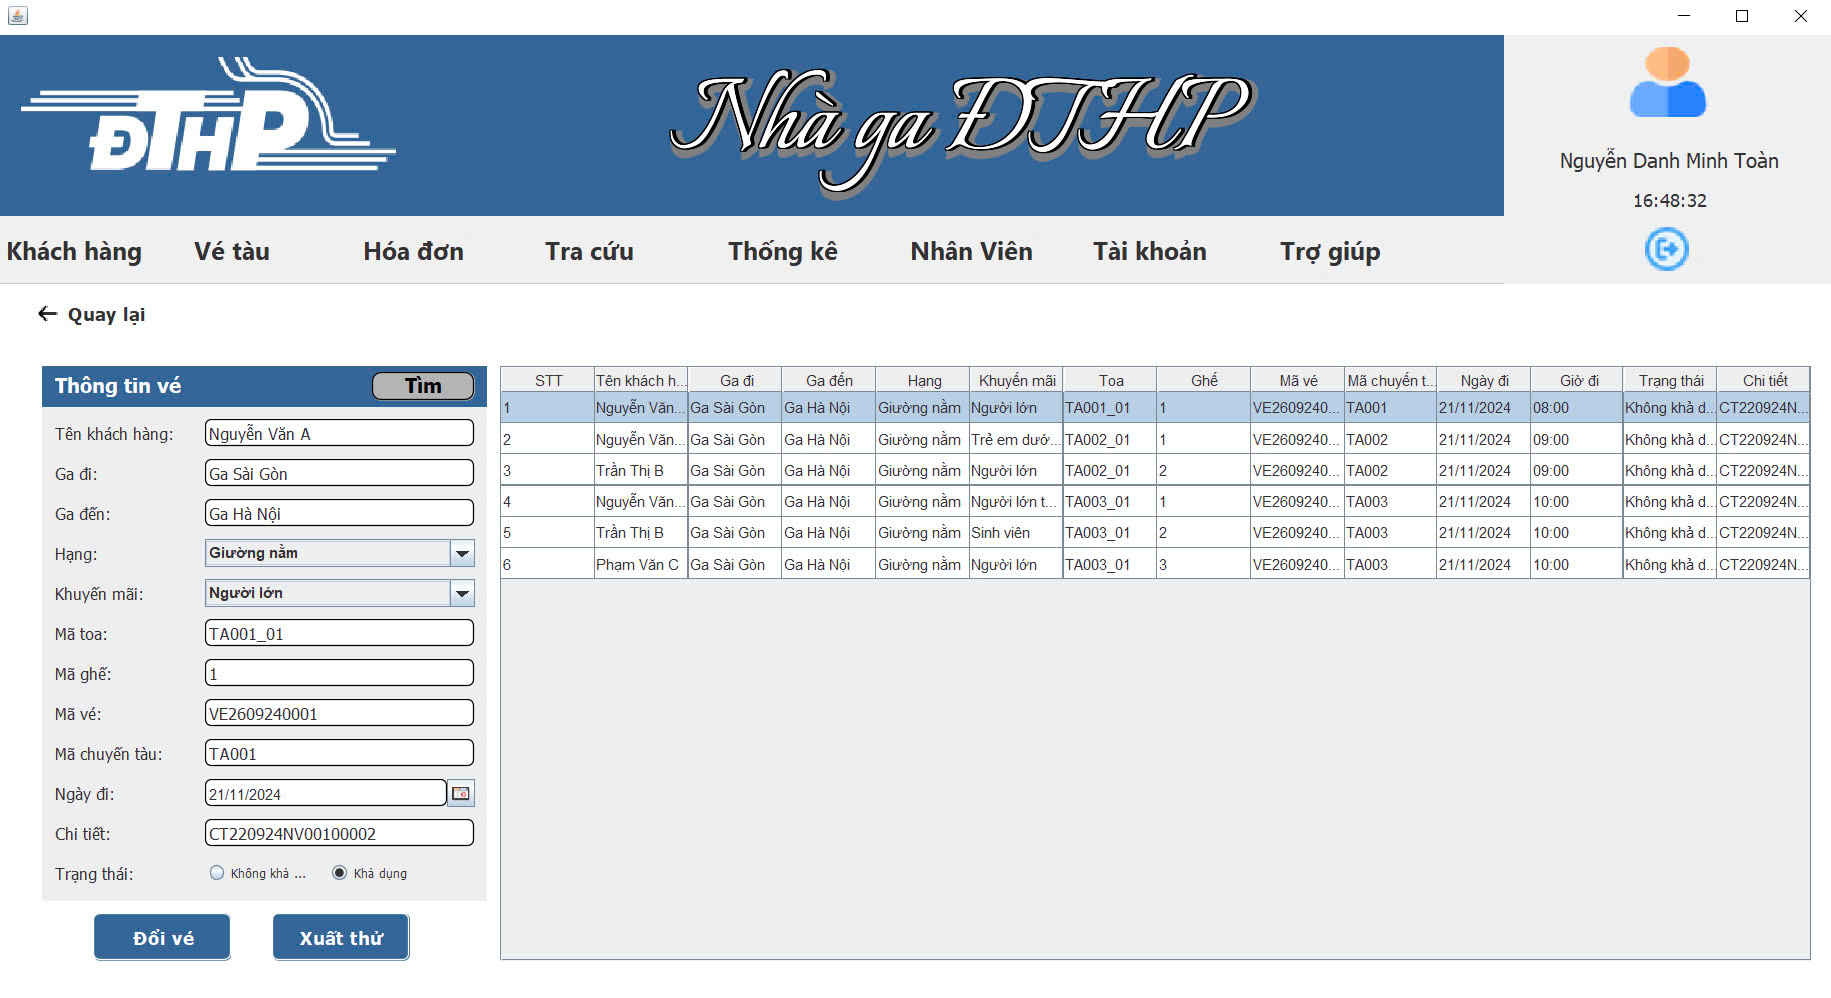 ĐTHP
Nhà ga ĐTHP
Nguyễn Danh Minh Toàn
16:48:32
Khách hàng Vé tàu Hóa đơn Tra cứu Thống kê Nhân Viên Tài khoản Trợ giúp
Quay lại
Thông tin vé Tìm
Tên khách hàng: Nguyễn Văn A
Ga đi: Ga Sài Gòn
Ga đến: Ga Hà Nội
Hạng: Giường nằm
Khuyến mãi: Người lớn
Mã toa: TA001_01
Mã ghế: 1
Mã vé: VE2609240001
Mã chuyến tàu: TA001
Ngày đi: 21/11/2024
Chi tiết: CT220924NV00100002
Trạng thái: Không khả ... Khả dụng
Đổi vé Xuất thử
STT Tên khách h... Ga đi Ga đến Hạng Khuyến mãi Toa Ghế Mã vé Mã chuyến t... Ngày đi Giờ đi Trạng thái Chi tiết
1 Nguyễn Văn... Ga Sài Gòn Ga Hà Nội Giường nằm Người lớn TA001_01 1 VE2609240... TA001 21/11/2024 08:00 Không khả d... CT220924N...
2 Nguyễn Văn... Ga Sài Gòn Ga Hà Nội Giường nằm Trẻ em dướ... TA002_01 1 VE2609240... TA002 21/11/2024 09:00 Không khả d... CT220924N...
3 Trần Thị B Ga Sài Gòn Ga Hà Nội Giường nằm Người lớn TA002_01 2 VE2609240... TA002 21/11/2024 09:00 Không khả d... CT220924N...
4 Nguyễn Văn... Ga Sài Gòn Ga Hà Nội Giường nằm Người lớn t... TA003_01 1 VE2609240... TA003 21/11/2024 10:00 Không khả d... CT220924N...
5 Trần Thị B Ga Sài Gòn Ga Hà Nội Giường nằm Sinh viên TA003_01 2 VE2609240... TA003 21/11/2024 10:00 Không khả d... CT220924N...
6 Phạm Văn C Ga Sài Gòn Ga Hà Nội Giường nằm Người lớn TA003_01 3 VE2609240... TA003 21/11/2024 10:00 Không khả d... CT220924N...